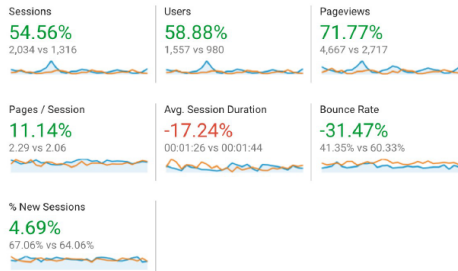 Sessions
54.56%
2,034 vs 1,316
Users
58.88%
1,557 vs 980
Pageviews
71.77%
4,667 vs 2,717
Pages / Session
11.14%
2.29 vs 2.06
Avg. Session Duration
-17.24%
00:01:26 vs 00:01:44
Bounce Rate
-31.47%
41.35% vs 60.33%
% New Sessions
4.69%
67.06% vs 64.06%